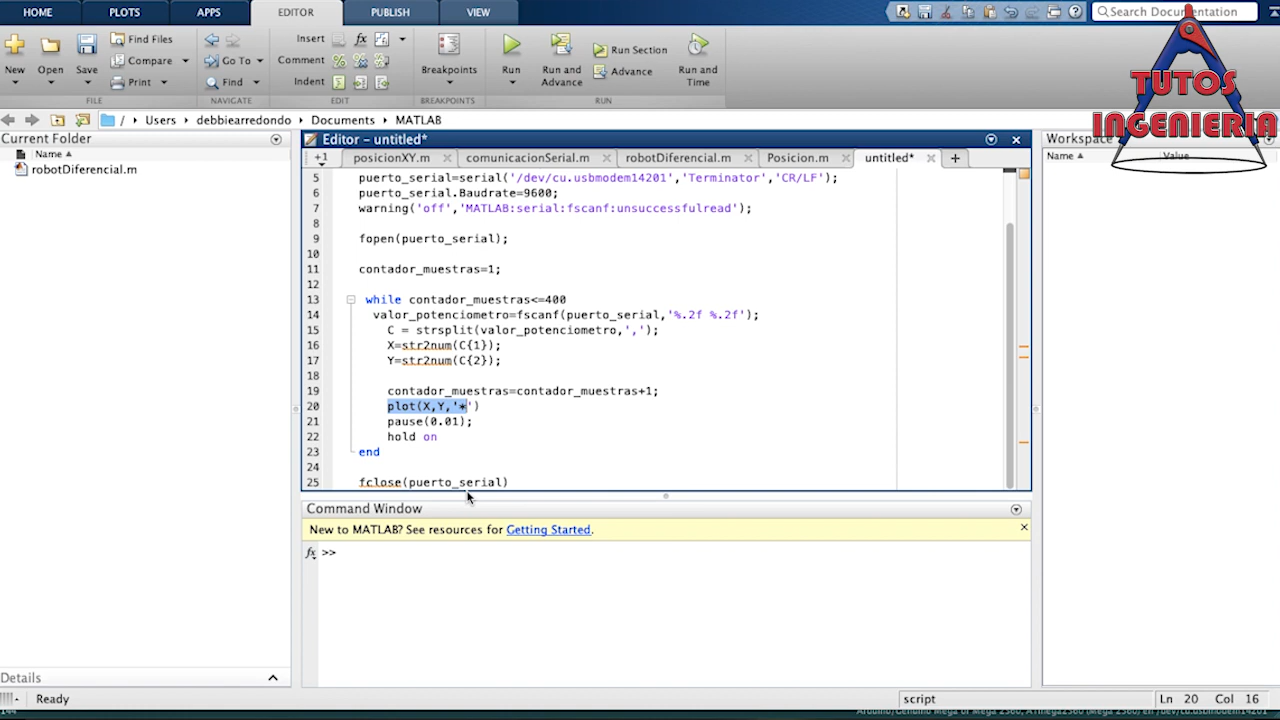 HOME PLOTS APPS EDITOR PUBLISH VIEW Search Documentation
New Open Save Find Files Compare Print
Go To Find
Insert Comment Indent fx
Breakpoints Run Run and Advance Run Section Advance Run and Time
FILE NAVIGATE EDIT BREAKPOINTS RUN
TUTOS
INGENIERIA
/ Users debbiearredondo Documents MATLAB
Current Folder
Name
robotDiferencial.m
Editor – untitled*
+1 posicionXY.m comunicacionSerial.m robotDiferencial.m Posicion.m untitled* +
5 puerto_serial=serial('/dev/cu.usbmodem14201','Terminator','CR/LF');
6 puerto_serial.Baudrate=9600;
7 warning('off','MATLAB:serial:fscanf:unsuccessfulread');
8
9 fopen(puerto_serial);
10
11 contador_muestras=1;
12
13 while contador_muestras<=400
14 valor_potenciometro=fscanf(puerto_serial,'%.2f %.2f');
15 C = strsplit(valor_potenciometro,',');
16 X=str2num(C{1});
17 Y=str2num(C{2});
18
19 contador_muestras=contador_muestras+1;
20 plot(X,Y,'*')
21 pause(0.01);
22 hold on
23 end
24
25 fclose(puerto_serial)
Command Window
New to MATLAB? See resources for Getting Started.
fx >>
Workspace
Name Value
Details
Ready script Ln 20 Col 16